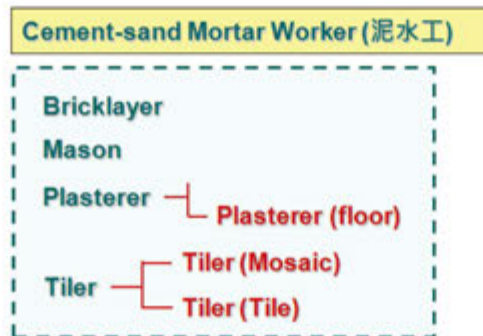 Cement-sand Mortar Worker (泥水工)
Bricklayer
Mason
Plasterer
Plasterer (floor)
Tiler (Mosaic)
Tiler
Tiler (Tile)